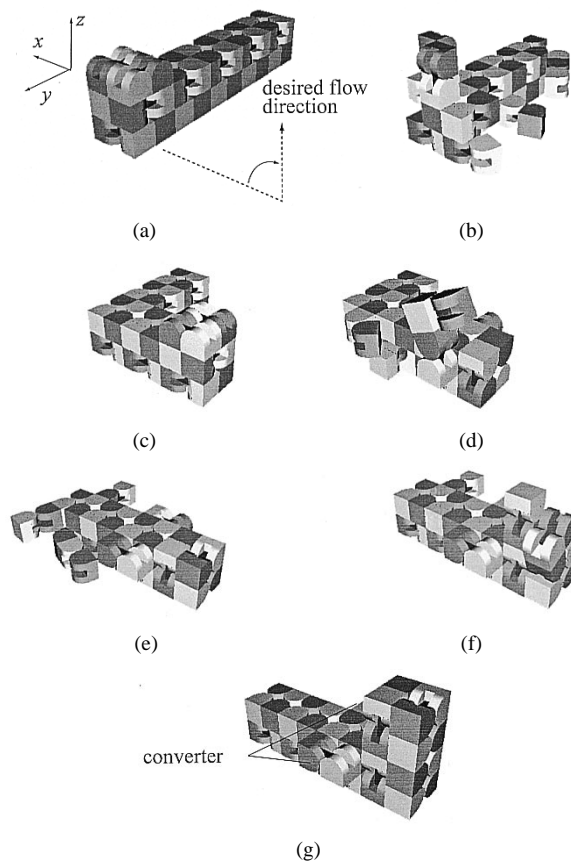 z
x
y
desired flow
direction
(a)
(b)
(c)
(d)
(e)
(f)
converter
(g)